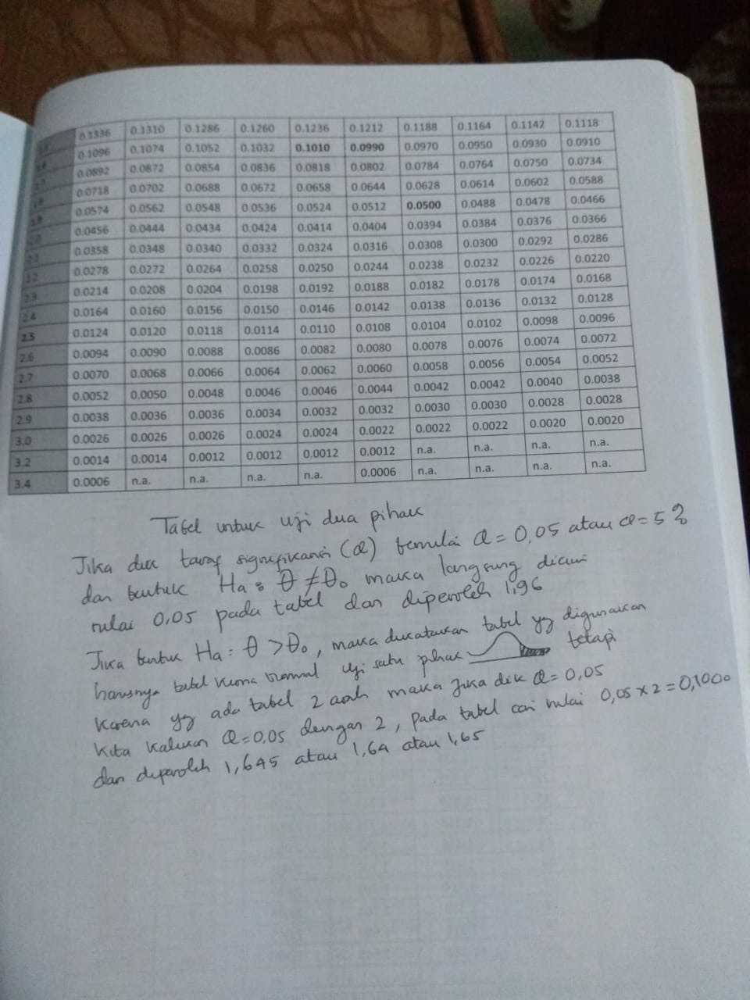 1.5 0.1336 0.1310 0.1286 0.1260 0.1236 0.1212 0.1188 0.1164 0.1142 0.1118
1.6 0.1096 0.1074 0.1052 0.1032 0.1010 0.0990 0.0970 0.0950 0.0930 0.0910
1.7 0.0892 0.0872 0.0854 0.0836 0.0818 0.0802 0.0784 0.0764 0.0750 0.0734
1.8 0.0718 0.0702 0.0688 0.0672 0.0658 0.0644 0.0628 0.0614 0.0602 0.0588
1.9 0.0574 0.0562 0.0548 0.0536 0.0524 0.0512 0.0500 0.0488 0.0478 0.0466
2.0 0.0456 0.0444 0.0434 0.0424 0.0414 0.0404 0.0394 0.0384 0.0376 0.0366
2.1 0.0358 0.0348 0.0340 0.0332 0.0324 0.0316 0.0308 0.0300 0.0292 0.0286
2.2 0.0278 0.0272 0.0264 0.0258 0.0250 0.0244 0.0238 0.0232 0.0226 0.0220
2.3 0.0214 0.0208 0.0204 0.0198 0.0192 0.0188 0.0182 0.0178 0.0174 0.0168
2.4 0.0164 0.0160 0.0156 0.0150 0.0146 0.0142 0.0138 0.0136 0.0132 0.0128
2.5 0.0124 0.0120 0.0118 0.0114 0.0110 0.0108 0.0104 0.0102 0.0098 0.0096
2.6 0.0094 0.0090 0.0088 0.0086 0.0082 0.0080 0.0078 0.0076 0.0074 0.0072
2.7 0.0070 0.0068 0.0066 0.0064 0.0062 0.0060 0.0058 0.0056 0.0054 0.0052
2.8 0.0052 0.0050 0.0048 0.0046 0.0046 0.0044 0.0042 0.0042 0.0040 0.0038
2.9 0.0038 0.0036 0.0036 0.0034 0.0032 0.0032 0.0030 0.0030 0.0028 0.0028
3.0 0.0026 0.0026 0.0026 0.0024 0.0024 0.0022 0.0022 0.0022 0.0020 0.0020
3.2 0.0014 0.0014 0.0012 0.0012 0.0012 0.0012 n.a. n.a. n.a. n.a.
3.4 0.0006 n.a. n.a. n.a. n.a. 0.0006 n.a. n.a. n.a. n.a.
Tabel untuk uji dua pihak
Jika dik taraf signifikansi (α) bernilai α = 0,05 atau α = 5%
dan bentuk Ha : θ ≠ θ₀ maka langsung dicari
nilai 0,05 pada tabel dan diperoleh 1,96
Jika bentuk Ha : θ > θ₀, maka dikatakan tabel yg digunakan
harusnya tabel kurva normal uji satu pihak tetapi
karena yg ada tabel 2 arah maka jika dik α = 0,05
kita kalikan α = 0,05 dengan 2, pada tabel cari nilai 0,05 x 2 = 0,1000
dan diperoleh 1,645 atau 1,64 atau 1,65